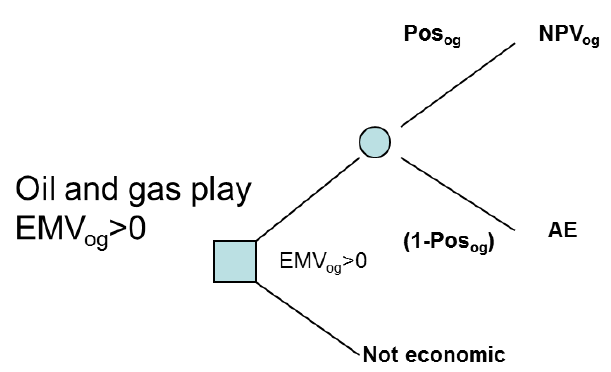 Pos_og NPV_og
Oil and gas play
EMV_og>0
(1-Pos_og) AE
EMV_og>0
Not economic